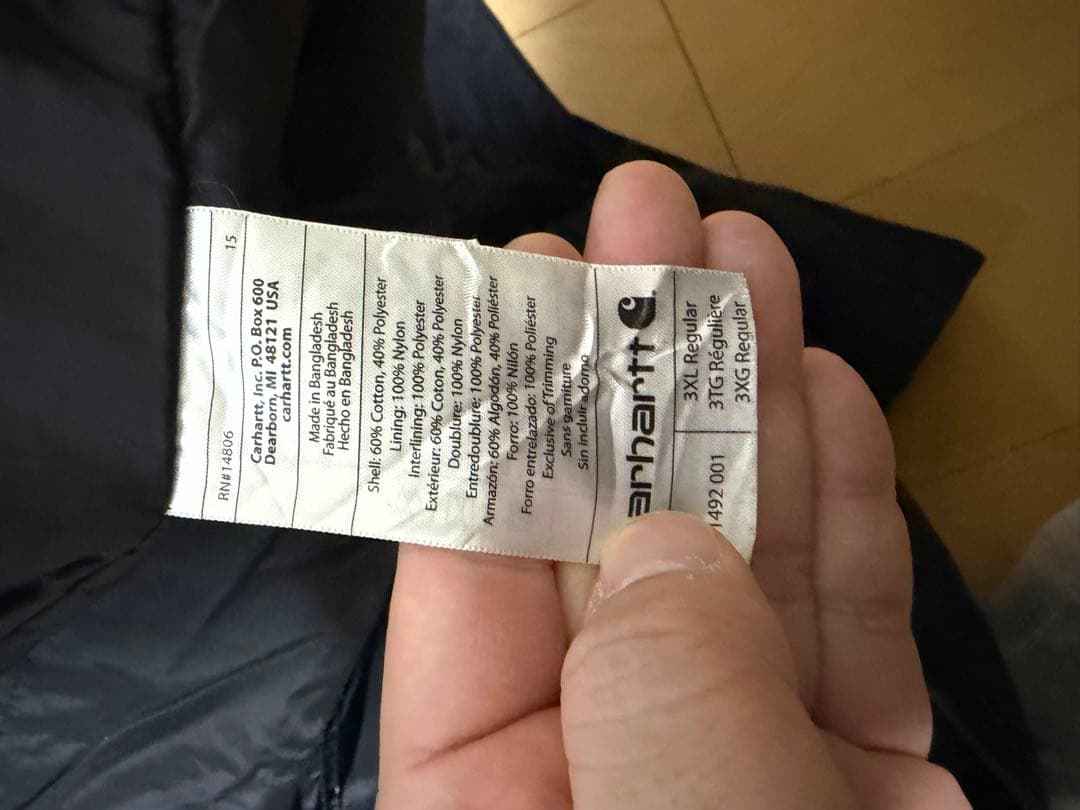 RN#14806 15
Carhartt, Inc. P.O. Box 600
Dearborn, MI 48121 USA
carhartt.com
Made in Bangladesh
Fabriqué au Bangladesh
Hecho en Bangladesh
Shell: 60% Cotton, 40% Polyester
Lining: 100% Nylon
Interlining: 100% Polyester
Extérieur: 60% Coton, 40% Polyester
Doublure: 100% Nylon
Entredoublure: 100% Polyester
Armazón: 60% Algodón, 40% Poliéster
Forro: 100% Nilón
Forro entrelazado: 100% Poliéster
Exclusive of Trimming
Sans garniture
Sin incluir adorno
arhartt
1492 001 3XL Regular
3TG Régulière
3XG Regular